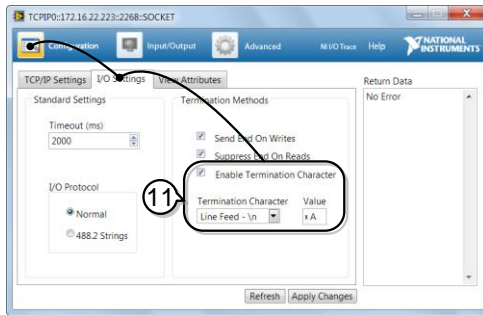 TCPIP0::172.16.22.223::2268::SOCKET
Configuration Input/Output Advanced NI I/O Trace Help NATIONAL INSTRUMENTS
TCP/IP Settings I/O Settings View Attributes
Return Data
Standard Settings
Termination Methods
No Error
Timeout (ms)
2000
Send End On Writes
Suppress End On Reads
Enable Termination Character
I/O Protocol
Normal
488.2 Strings
11
Termination Character Value
Line Feed - \n x A
Refresh Apply Changes